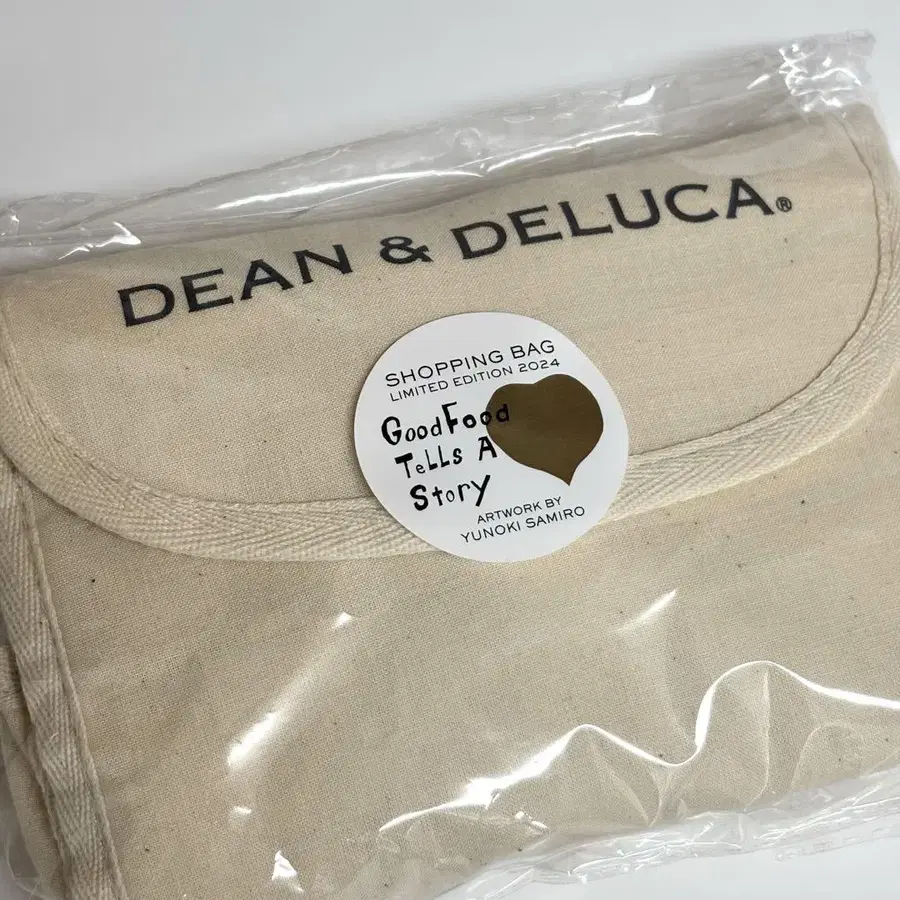 DEAN & DELUCA®
SHOPPING BAG
LIMITED EDITION 2024
GoodFood
TeLLs A
Story
ARTWORK BY
YUNOKI SAMIRO